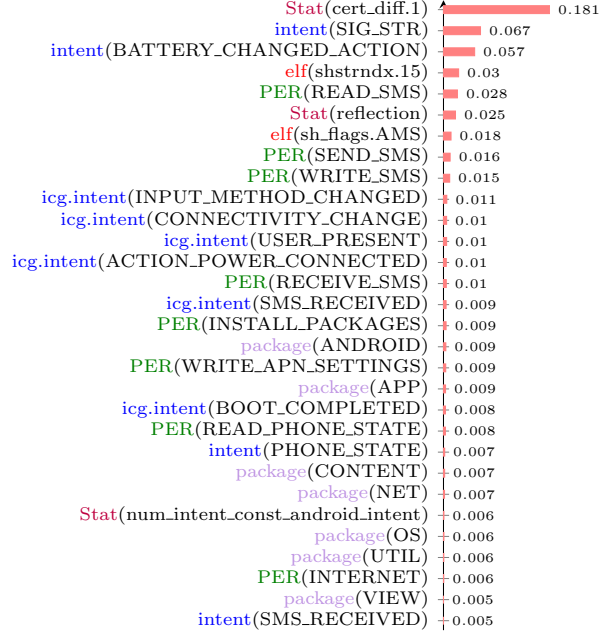 Stat(cert_diff.1) 0.181
intent(SIG_STR) 0.067
intent(BATTERY_CHANGED_ACTION) 0.057
elf(shstrndx.15) 0.03
PER(READ_SMS) 0.028
Stat(reflection) 0.025
elf(sh_flags.AMS) 0.018
PER(SEND_SMS) 0.016
PER(WRITE_SMS) 0.015
icg.intent(INPUT_METHOD_CHANGED) 0.011
icg.intent(CONNECTIVITY_CHANGE) 0.01
icg.intent(USER_PRESENT) 0.01
icg.intent(ACTION_POWER_CONNECTED) 0.01
PER(RECEIVE_SMS) 0.01
icg.intent(SMS_RECEIVED) 0.009
PER(INSTALL_PACKAGES) 0.009
package(ANDROID) 0.009
PER(WRITE_APN_SETTINGS) 0.009
package(APP) 0.009
icg.intent(BOOT_COMPLETED) 0.008
PER(READ_PHONE_STATE) 0.008
intent(PHONE_STATE) 0.007
package(CONTENT) 0.007
package(NET) 0.007
Stat(num_intent_const_android_intent) 0.006
package(OS) 0.006
package(UTIL) 0.006
PER(INTERNET) 0.006
package(VIEW) 0.005
intent(SMS_RECEIVED) 0.005